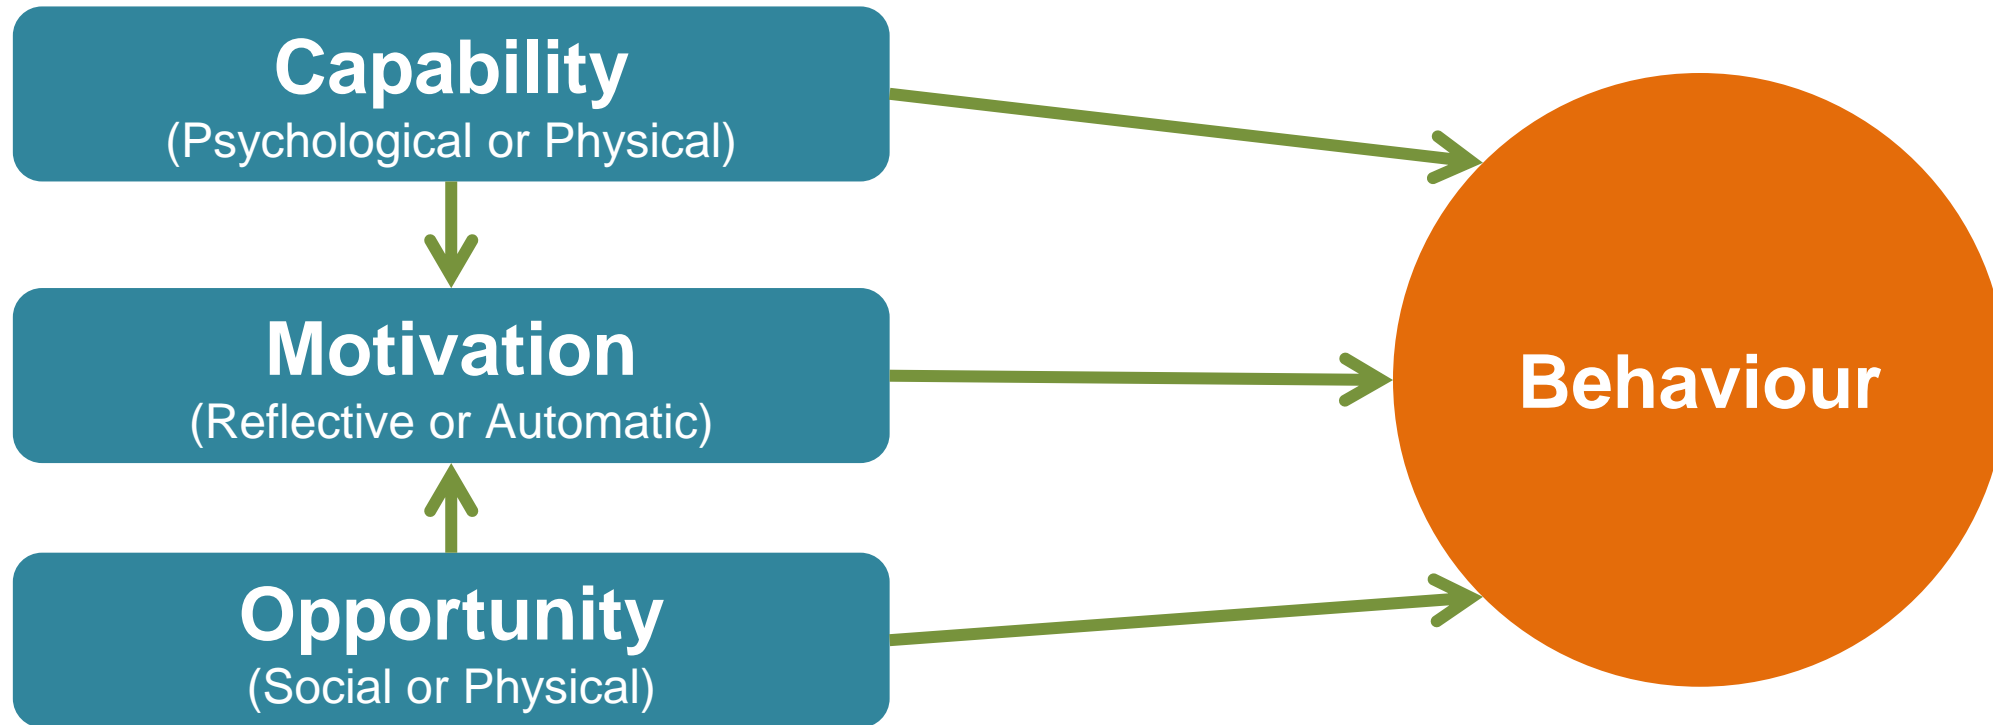 Capability
(Psychological or Physical)
Motivation
(Reflective or Automatic)
Behaviour
Opportunity
(Social or Physical)